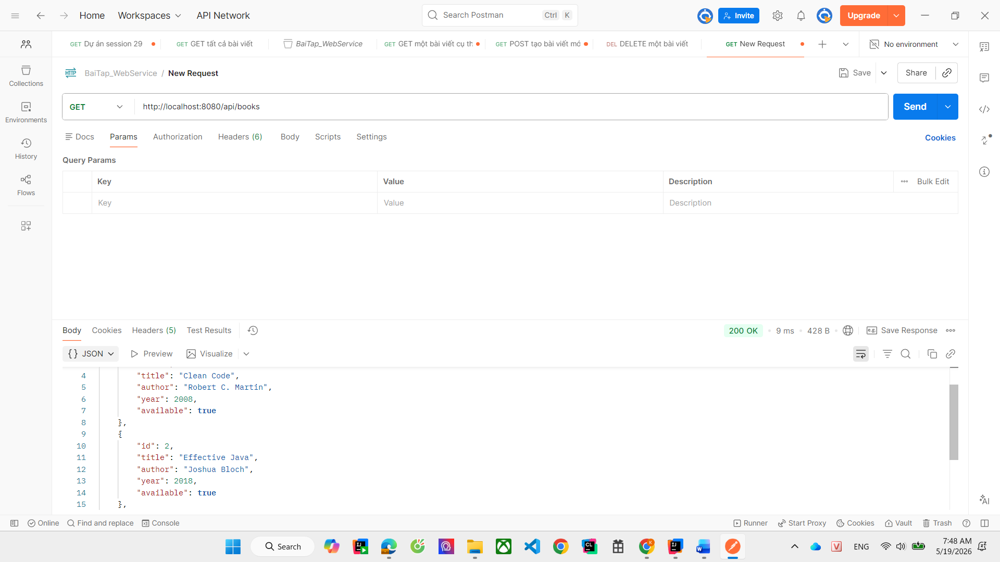 Home
Workspaces
API Network
Search Postman
Ctrl K
Invite
Upgrade
GET Dự án session 29
GET GET tất cả bài viết
BaiTap_WebService
GET GET một bài viết cụ th
GET POST tạo bài viết mớ
DEL DELETE một bài viết
GET New Request
No environment
HTTP BaiTap_WebService / New Request
Save
Share
Collections
Environments
History
Flows
GET http://localhost:8080/api/books
Send
Docs Params Authorization Headers (6) Body Scripts Settings
Cookies
Query Params
Key Value Description Bulk Edit
Key Value Description
Body Cookies Headers (5) Test Results
200 OK 9 ms 428 B e.g. Save Response
{} JSON Preview Visualize
4 "title": "Clean Code",
5 "author": "Robert C. Martin",
6 "year": 2008,
7 "available": true
8 },
9 {
10 "id": 2,
11 "title": "Effective Java",
12 "author": "Joshua Bloch",
13 "year": 2018,
14 "available": true
15 },
AI
Online Find and replace Console
Runner Start Proxy Cookies Vault Trash
Search
ENG
7:48 AM
5/19/2026